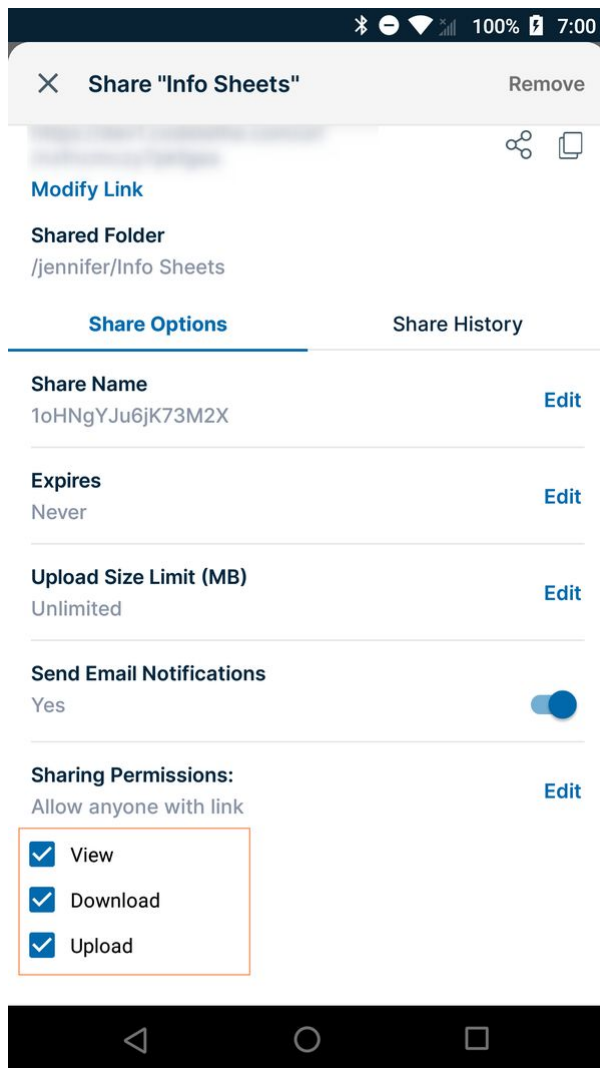 100% 7:00
Share "Info Sheets" Remove
Modify Link
Shared Folder
/jennifer/Info Sheets
Share Options Share History
Share Name
1oHNgYJu6jK73M2X
Edit
Expires
Never
Edit
Upload Size Limit (MB)
Unlimited
Edit
Send Email Notifications
Yes
Sharing Permissions:
Allow anyone with link
Edit
View
Download
Upload